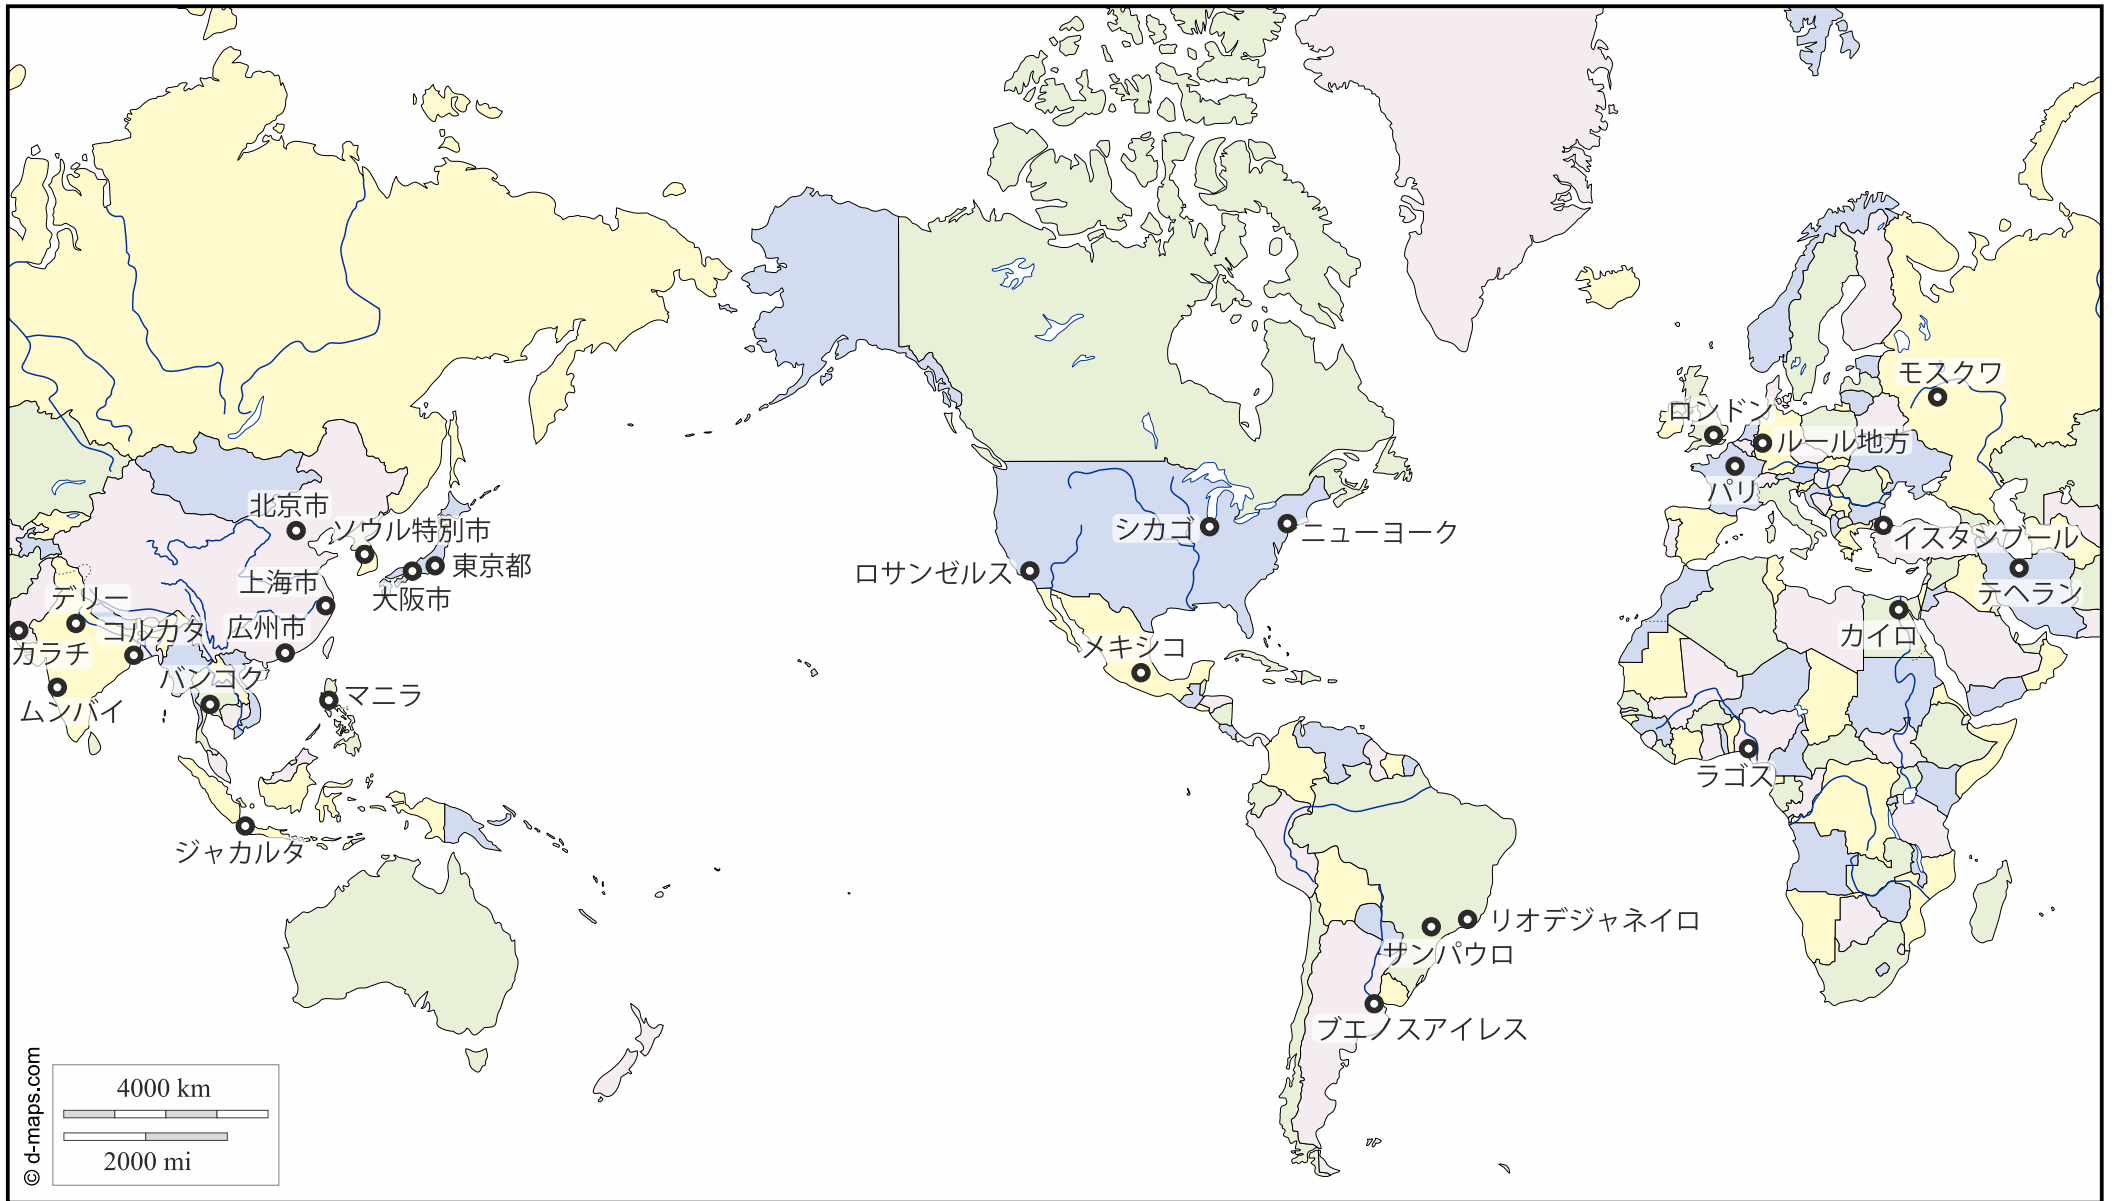 モスクワ
ロンドン
ルール地方
パリ
北京市
ソウル特別市
シカゴ
ニューヨーク
イスタンブール
東京都
ロサンゼルス
上海市
大阪市
テヘラン
デリー
コルカタ
広州市
カイロ
カラチ
メキシコ
バンコク
マニラ
ムンバイ
ラゴス
ジャカルタ
リオデジャネイロ
サンパウロ
ブエノスアイレス
4000 km
2000 mi
© d-maps.com